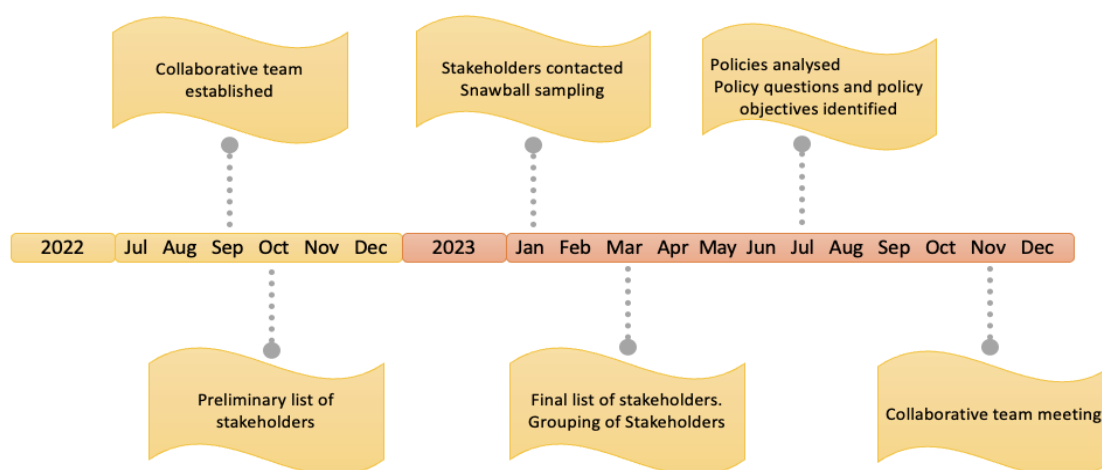 Collaborative team
established
Stakeholders contacted
Snawball sampling
Policies analysed
Policy questions and policy
objectives identified
2022 Jul Aug Sep Oct Nov Dec 2023 Jan Feb Mar Apr May Jun Jul Aug Sep Oct Nov Dec
Preliminary list of
stakeholders
Final list of stakeholders.
Grouping of Stakeholders
Collaborative team meeting